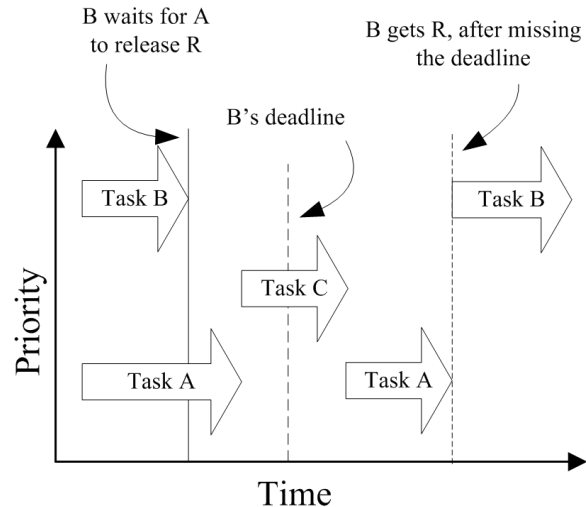 B waits for A
to release R
B gets R, after missing
the deadline
B's deadline
Task B
Task B
Task C
Task A
Task A
Priority
Time